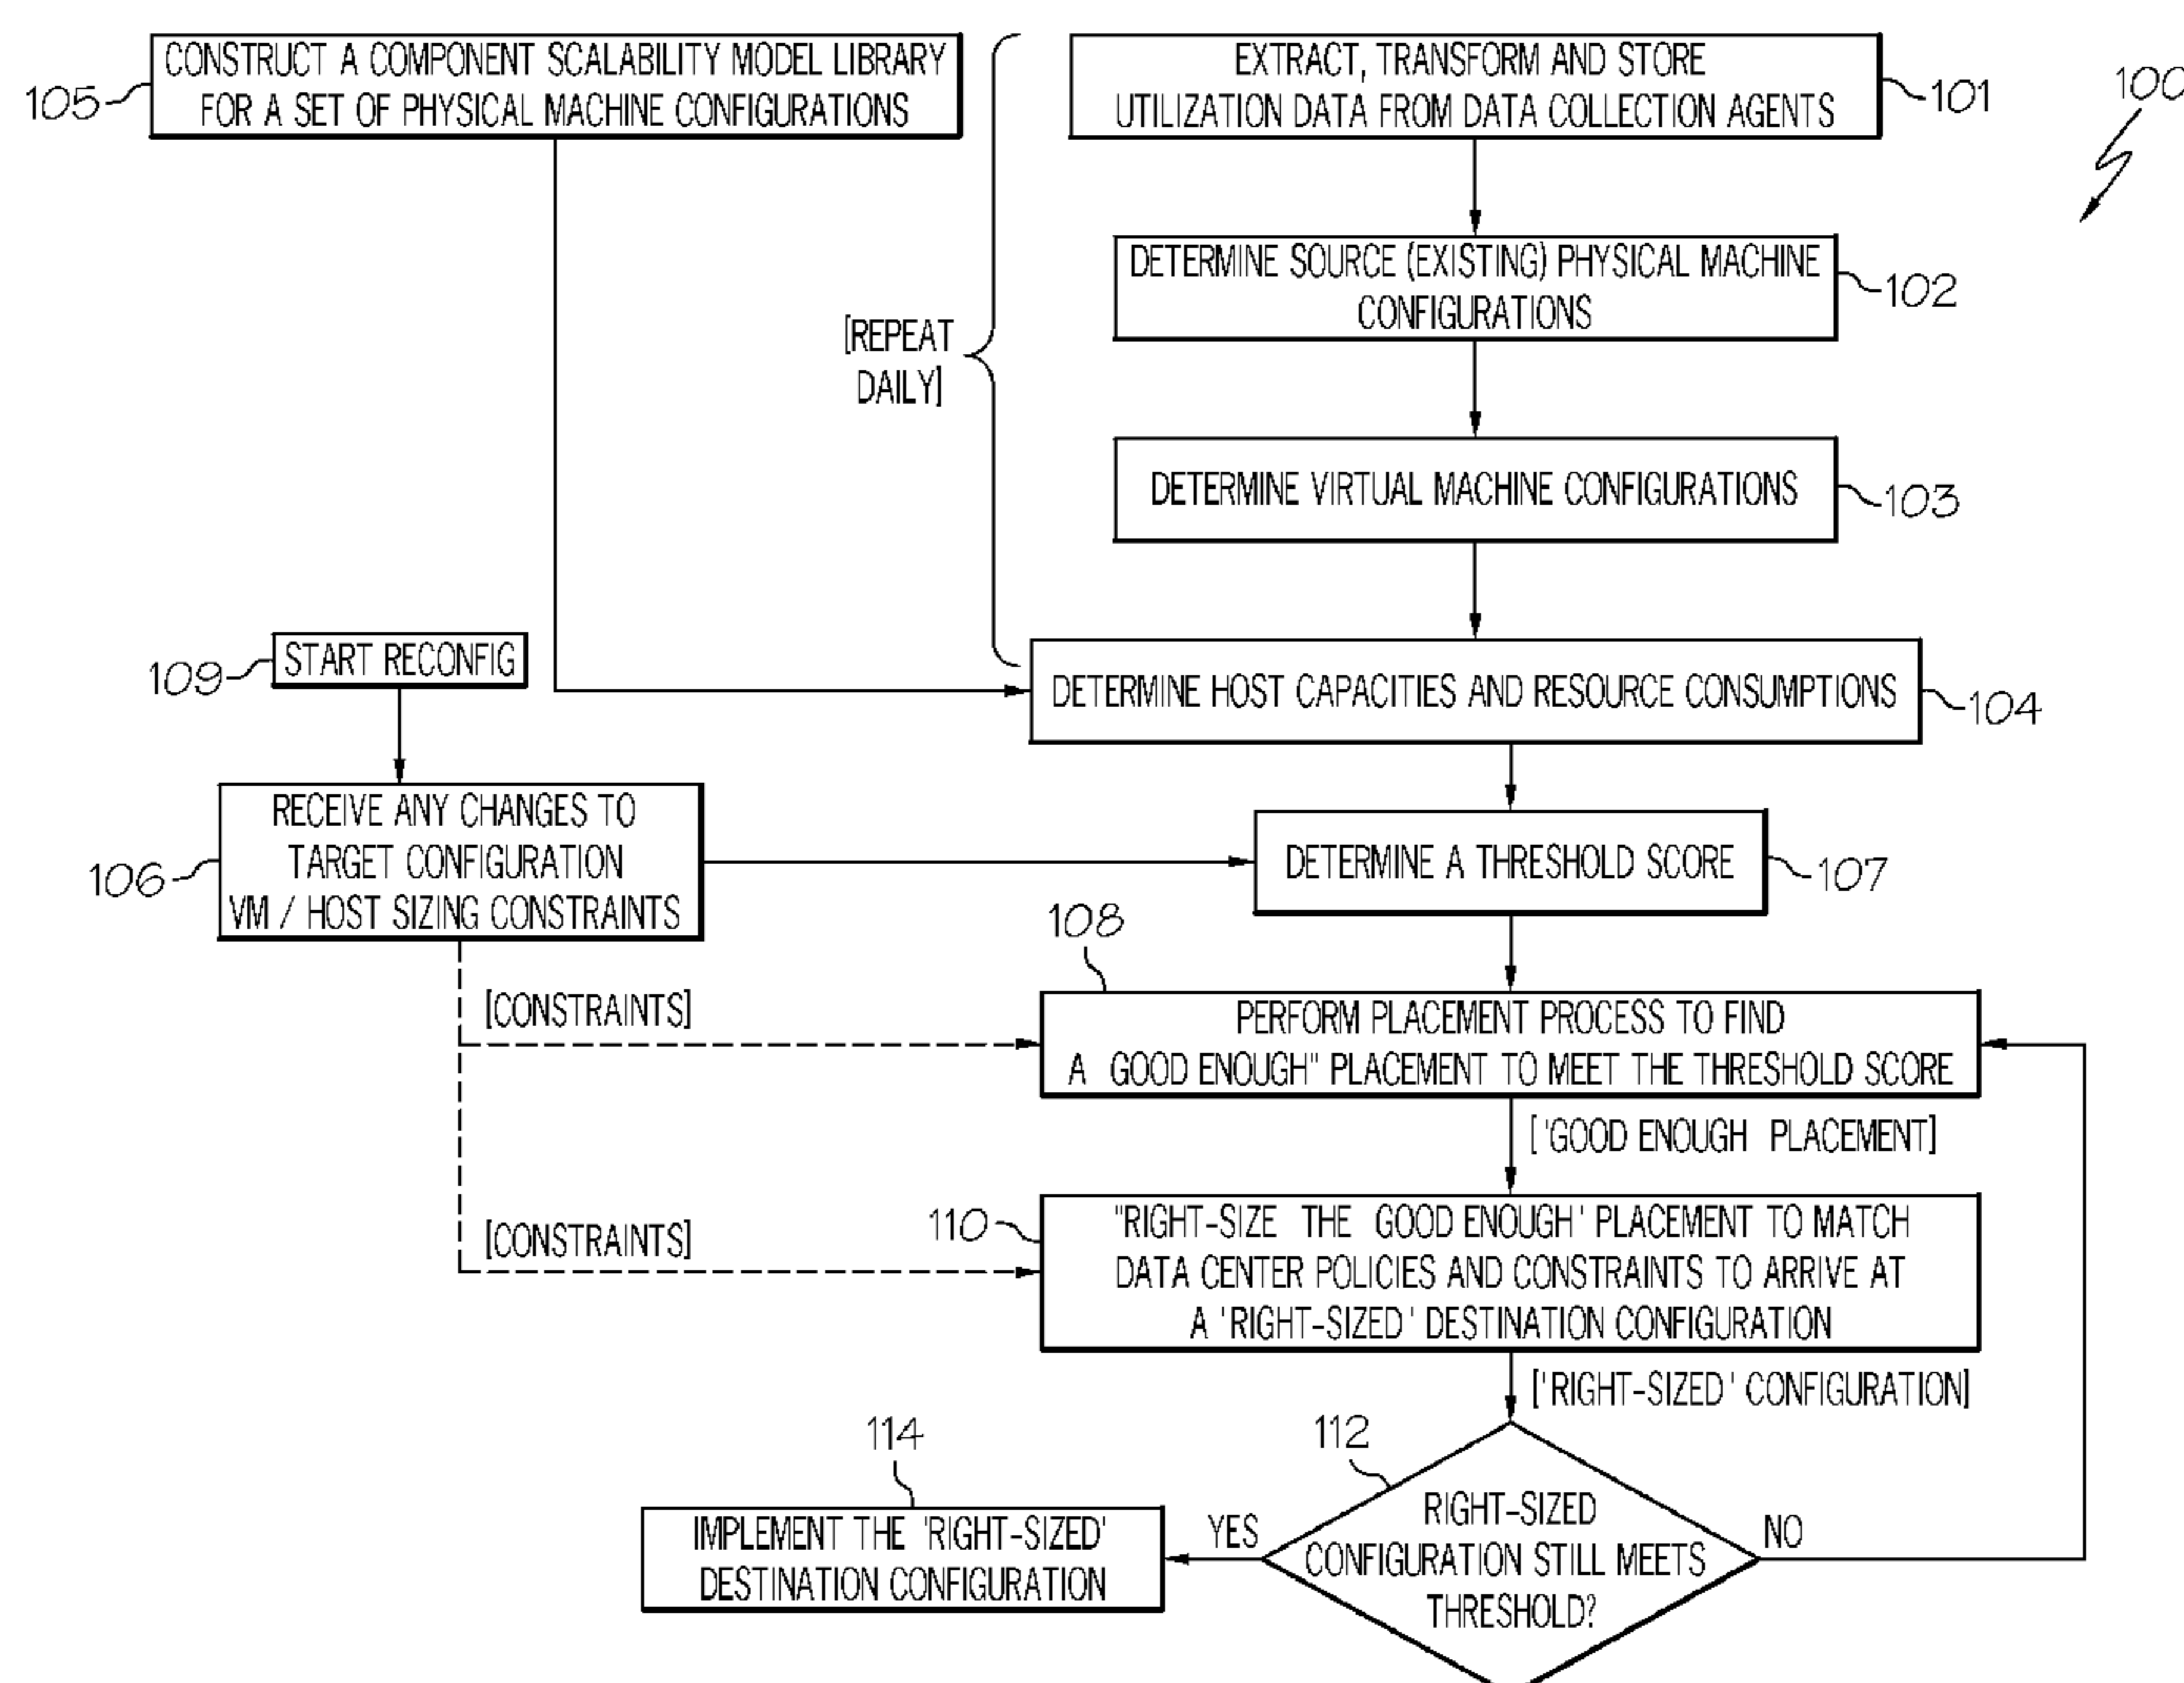 CONSTRUCT A COMPONENT SCALABILITY MODEL LIBRARY
FOR A SET OF PHYSICAL MACHINE CONFIGURATIONS
105
EXTRACT, TRANSFORM AND STORE
UTILIZATION DATA FROM DATA COLLECTION AGENTS
101
100
DETERMINE SOURCE (EXISTING) PHYSICAL MACHINE
CONFIGURATIONS
102
[REPEAT
DAILY]
DETERMINE VIRTUAL MACHINE CONFIGURATIONS
103
109
START RECONFIG
DETERMINE HOST CAPACITIES AND RESOURCE CONSUMPTIONS
104
RECEIVE ANY CHANGES TO
TARGET CONFIGURATION
VM / HOST SIZING CONSTRAINTS
106
DETERMINE A THRESHOLD SCORE
107
108
[CONSTRAINTS]
PERFORM PLACEMENT PROCESS TO FIND
A GOOD ENOUGH" PLACEMENT TO MEET THE THRESHOLD SCORE
['GOOD ENOUGH PLACEMENT]
110
[CONSTRAINTS]
"RIGHT-SIZE THE GOOD ENOUGH' PLACEMENT TO MATCH
DATA CENTER POLICIES AND CONSTRAINTS TO ARRIVE AT
A 'RIGHT-SIZED' DESTINATION CONFIGURATION
['RIGHT-SIZED' CONFIGURATION]
114
112
IMPLEMENT THE 'RIGHT-SIZED'
DESTINATION CONFIGURATION
YES
RIGHT-SIZED
CONFIGURATION STILL MEETS
THRESHOLD?
NO